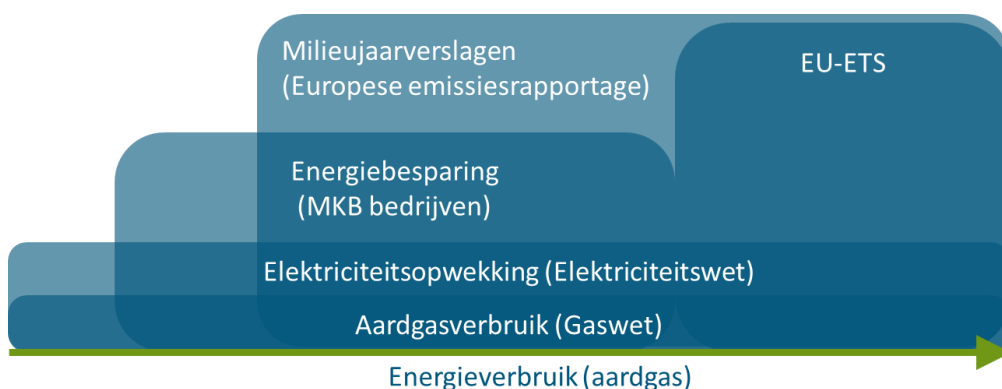 Milieujaarverslagen
(Europese emissiesrapportage)
EU-ETS
Energiebesparing
(MKB bedrijven)
Elektriciteitsopwekking (Elektriciteitswet)
Aardgasverbruik (Gaswet)
Energieverbruik (aardgas)